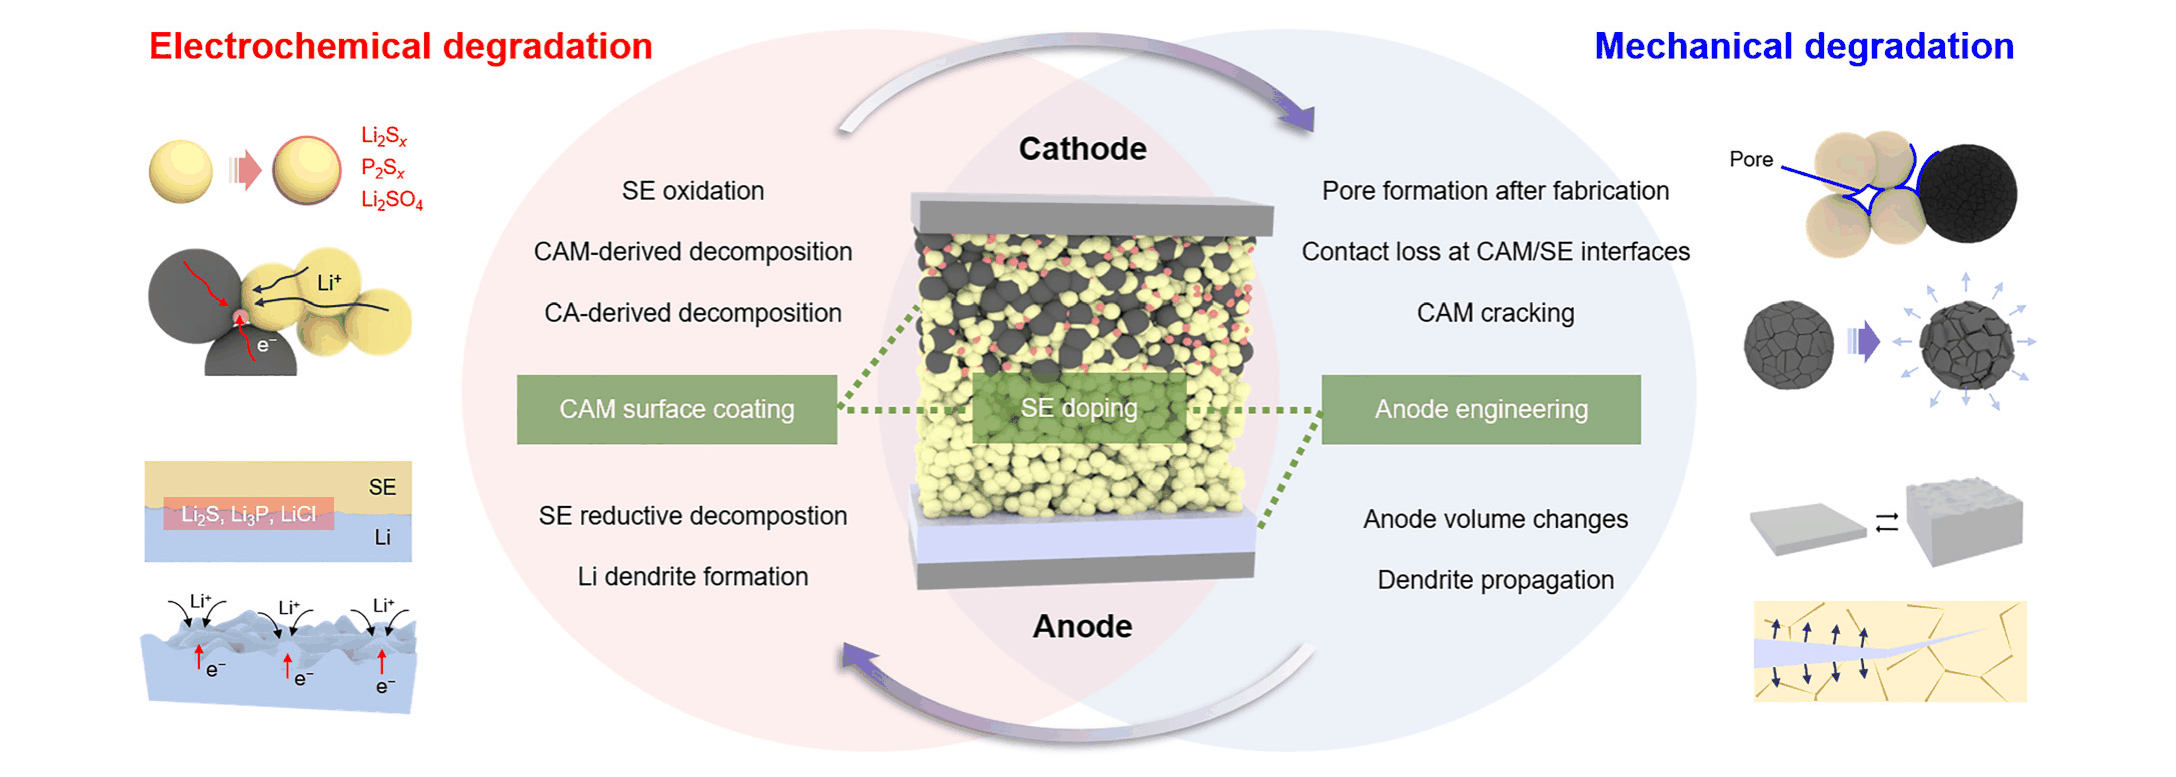 Electrochemical degradation
Mechanical degradation
Li₂Sₓ
P₂Sₓ
Li₂SO₄
Li⁺
e⁻
SE
Li₂S, Li₃P, LiCl
Li
Li⁺
Li⁺
Li⁺
e⁻
e⁻
e⁻
SE oxidation
CAM-derived decomposition
CA-derived decomposition
CAM surface coating
SE reductive decompostion
Li dendrite formation
Cathode
SE doping
Anode
Pore formation after fabrication
Contact loss at CAM/SE interfaces
CAM cracking
Anode engineering
Anode volume changes
Dendrite propagation
Pore